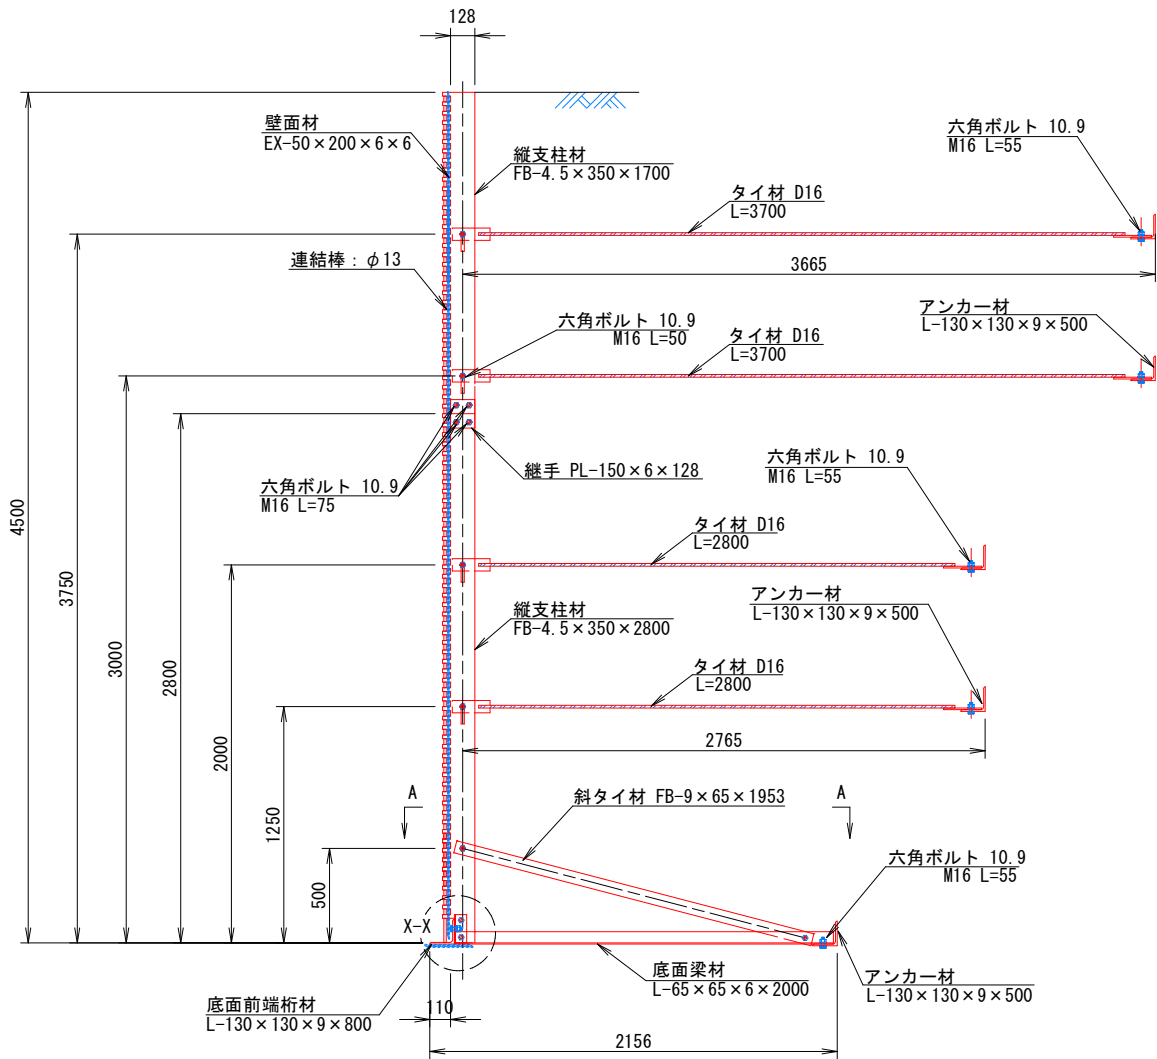 128
壁面材
EX-50×200×6×6
縦支柱材
FB-4.5×350×1700
六角ボルト 10.9
M16 L=55
タイ材 D16
L=3700
連結棒:φ13
3665
アンカー材
L-130×130×9×500
六角ボルト 10.9
M16 L=50
タイ材 D16
L=3700
継手 PL-150×6×128
六角ボルト 10.9
M16 L=55
六角ボルト 10.9
M16 L=75
4500
3750
3000
2800
2000
1250
500
タイ材 D16
L=2800
アンカー材
L-130×130×9×500
縦支柱材
FB-4.5×350×2800
タイ材 D16
L=2800
2765
A
A
斜タイ材 FB-9×65×1953
六角ボルト 10.9
M16 L=55
X-X
底面梁材
L-65×65×6×2000
アンカー材
L-130×130×9×500
底面前端桁材
L-130×130×9×800
110
2156